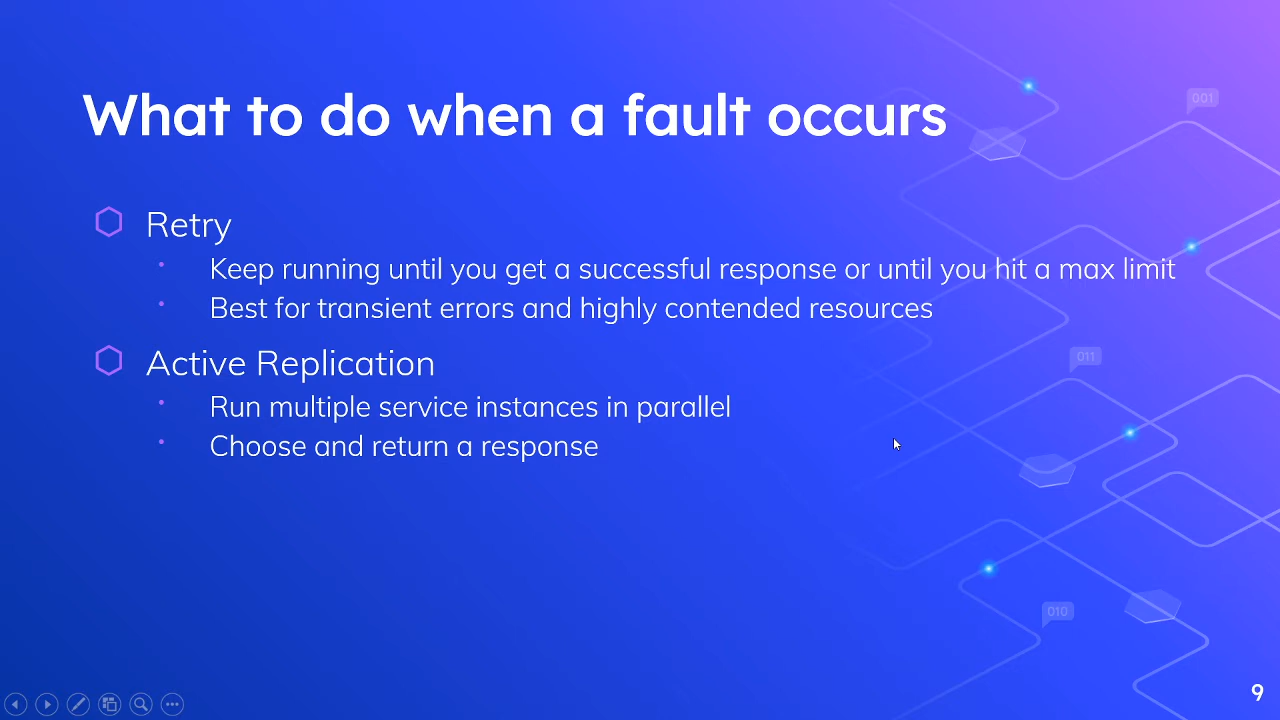 What to do when a fault occurs
Retry
Keep running until you get a successful response or until you hit a max limit
Best for transient errors and highly contended resources
Active Replication
Run multiple service instances in parallel
Choose and return a response
001
011
010
9